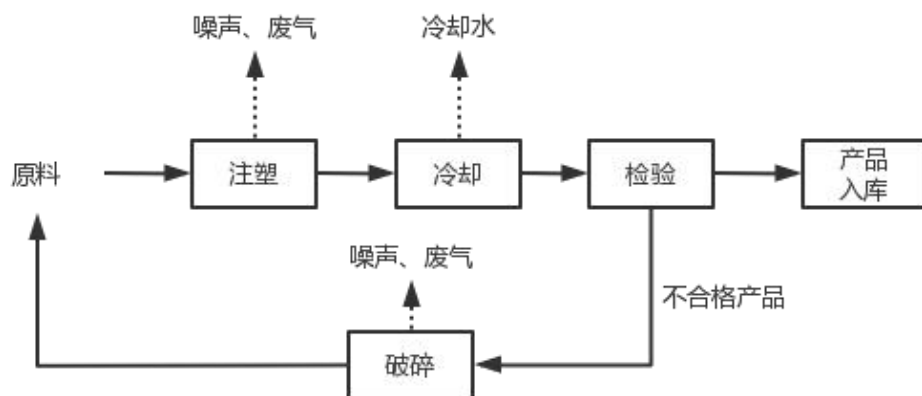 噪声、废气
冷却水
原料
注塑
冷却
检验
产品
入库
噪声、废气
不合格产品
破碎